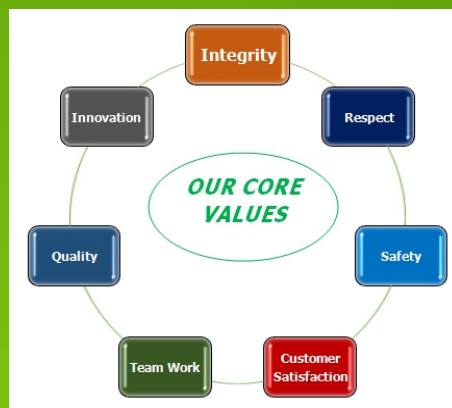 Integrity
Innovation
Respect
OUR CORE
VALUES
Quality
Safety
Team Work
Customer
Satisfaction